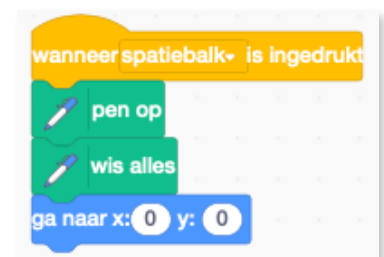 wanneer spatiebalk is ingedrukt
pen op
wis alles
ga naar x: 0 y: 0